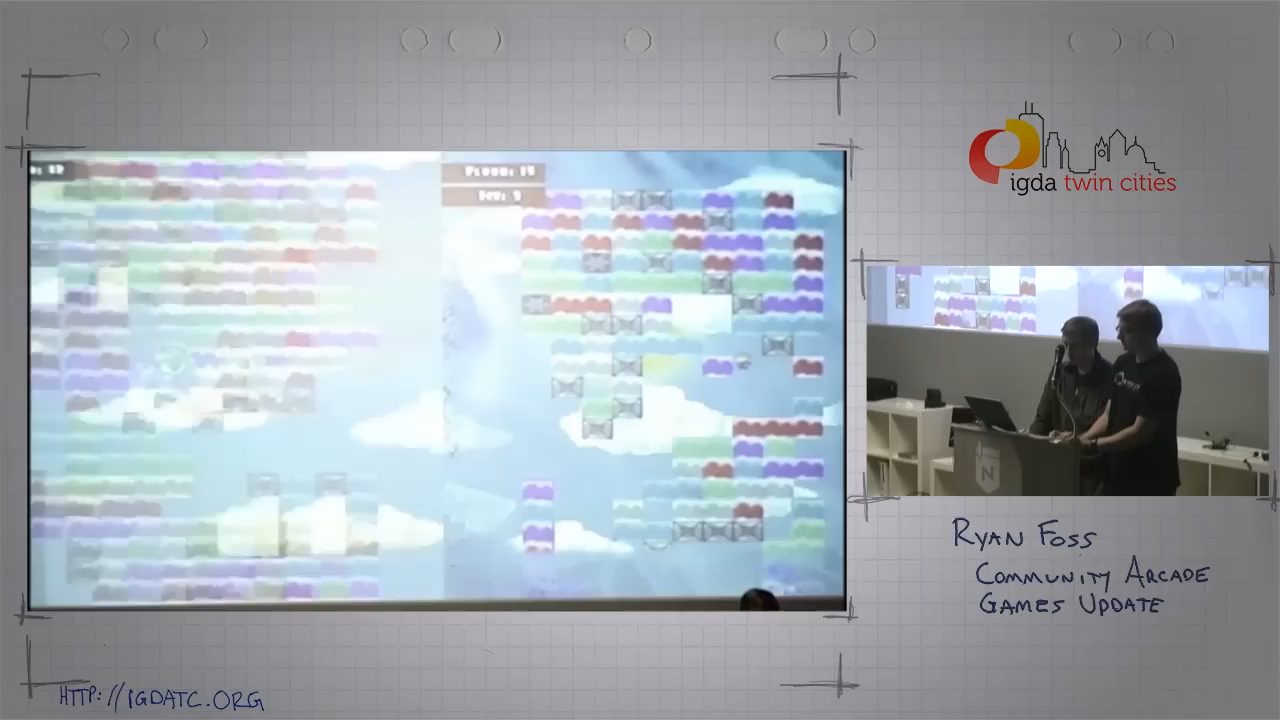 igda twin cities
RYAN FOSS
COMMUNITY ARCADE
GAMES UPDATE
HTTP://IGDATC.ORG
N